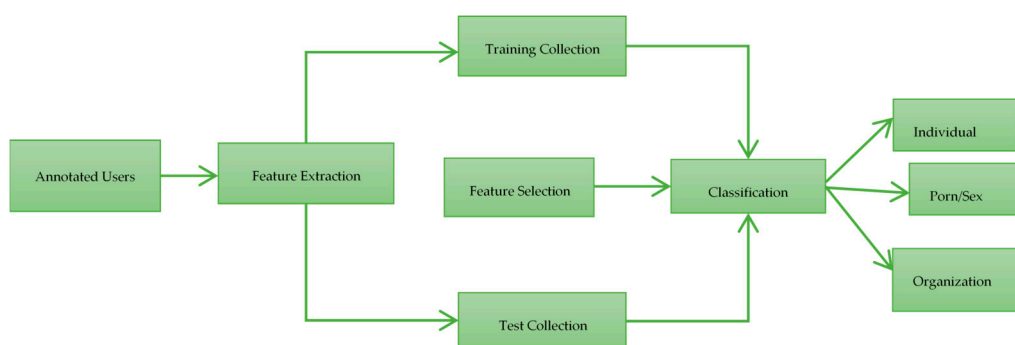 Training Collection
Individual
Annotated Users
Feature Extraction
Feature Selection
Classification
Porn/Sex
Organization
Test Collection